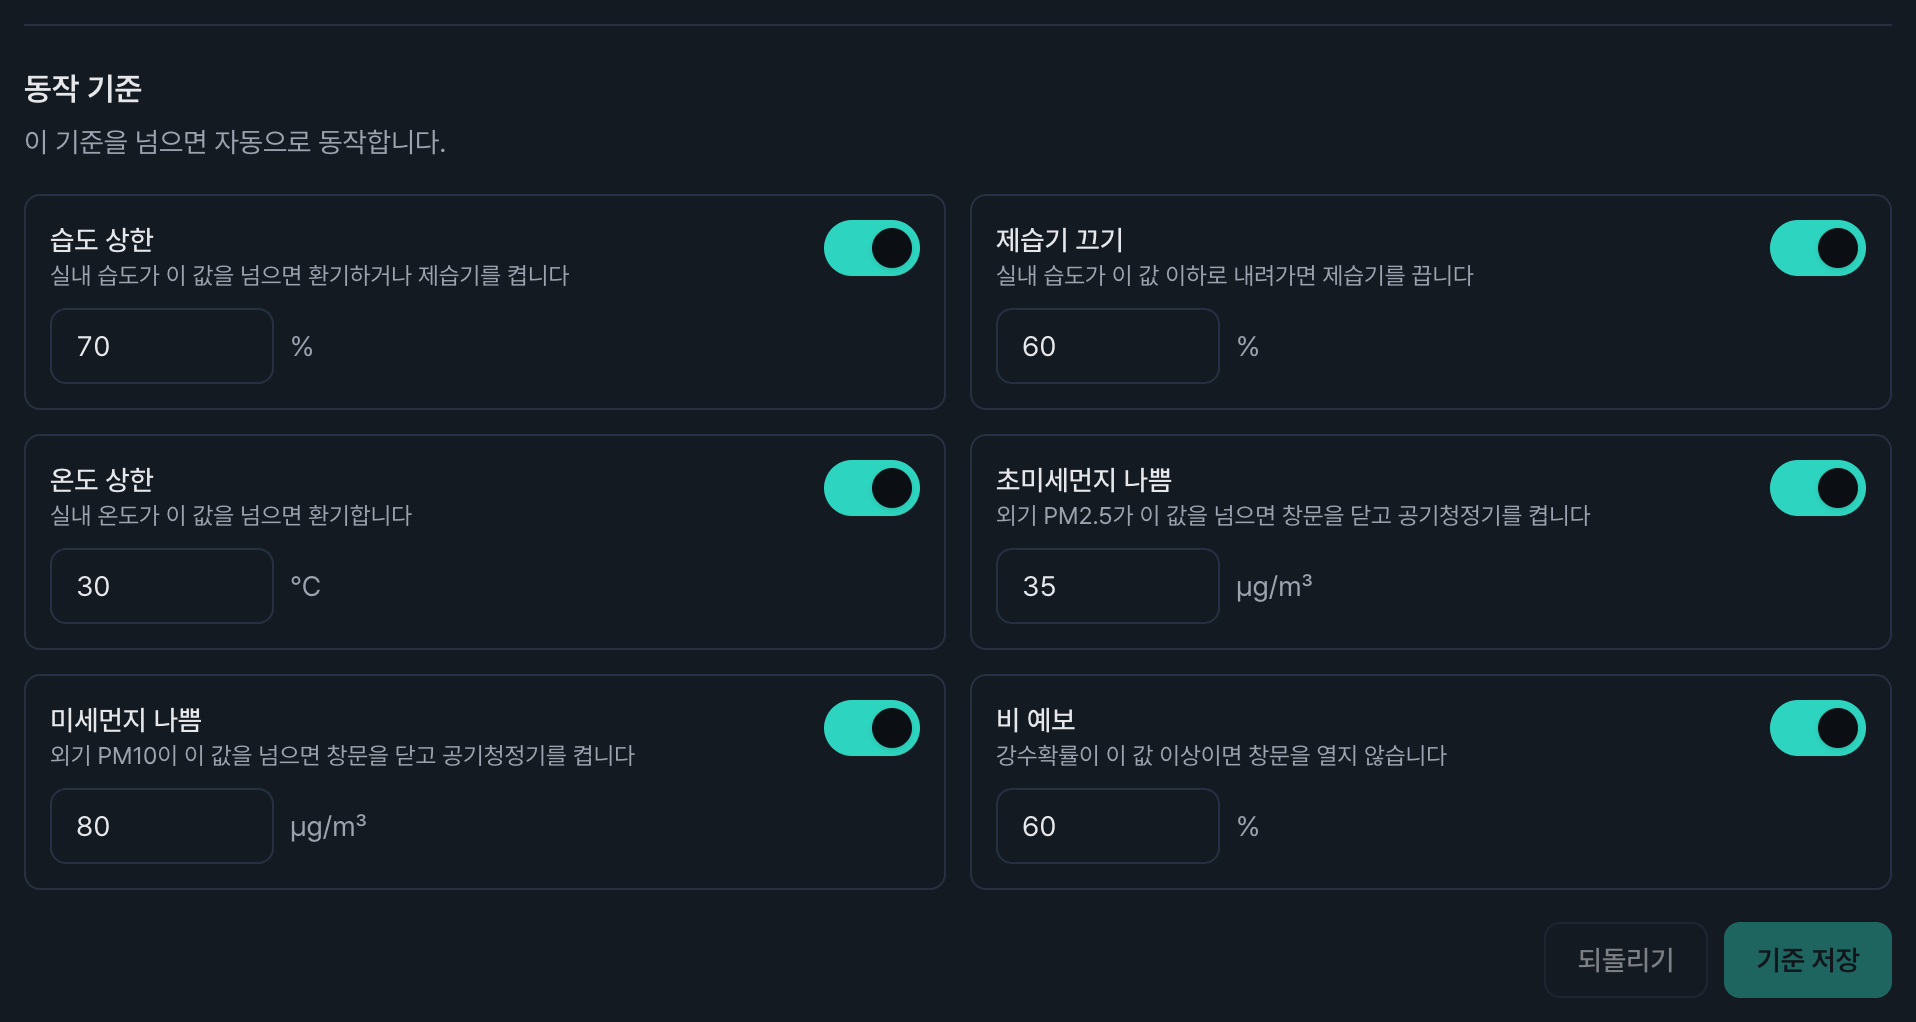 동작 기준
이 기준을 넘으면 자동으로 동작합니다.
습도 상한
실내 습도가 이 값을 넘으면 환기하거나 제습기를 켭니다
70 %
제습기 끄기
실내 습도가 이 값 이하로 내려가면 제습기를 끕니다
60 %
온도 상한
실내 온도가 이 값을 넘으면 환기합니다
30 °C
초미세먼지 나쁨
외기 PM2.5가 이 값을 넘으면 창문을 닫고 공기청정기를 켭니다
35 µg/m³
미세먼지 나쁨
외기 PM10이 이 값을 넘으면 창문을 닫고 공기청정기를 켭니다
80 µg/m³
비 예보
강수확률이 이 값 이상이면 창문을 열지 않습니다
60 %
되돌리기
기준 저장